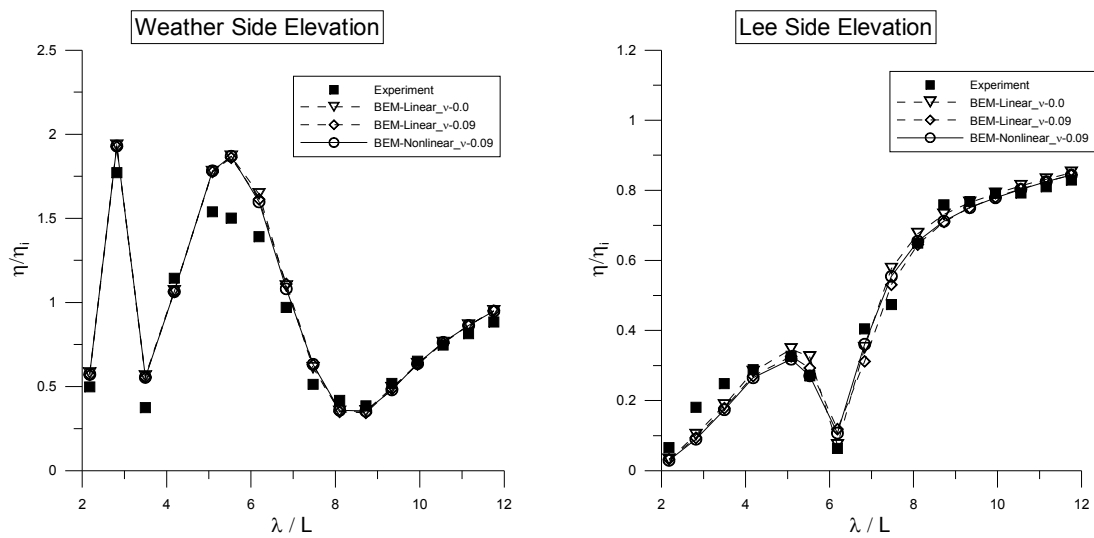 Weather Side Elevation
2.5
2
1.5
1
0.5
0
η/ηi
Experiment
BEM-Linear_ν-0.0
BEM-Linear_ν-0.09
BEM-Nonlinear_ν-0.09
2 4 6 8 10 12
λ / L
Lee Side Elevation
1.2
1
0.8
0.6
0.4
0.2
0
η/ηi
Experiment
BEM-Linear_ν-0.0
BEM-Linear_ν-0.09
BEM-Nonlinear_ν-0.09
2 4 6 8 10 12
λ / L